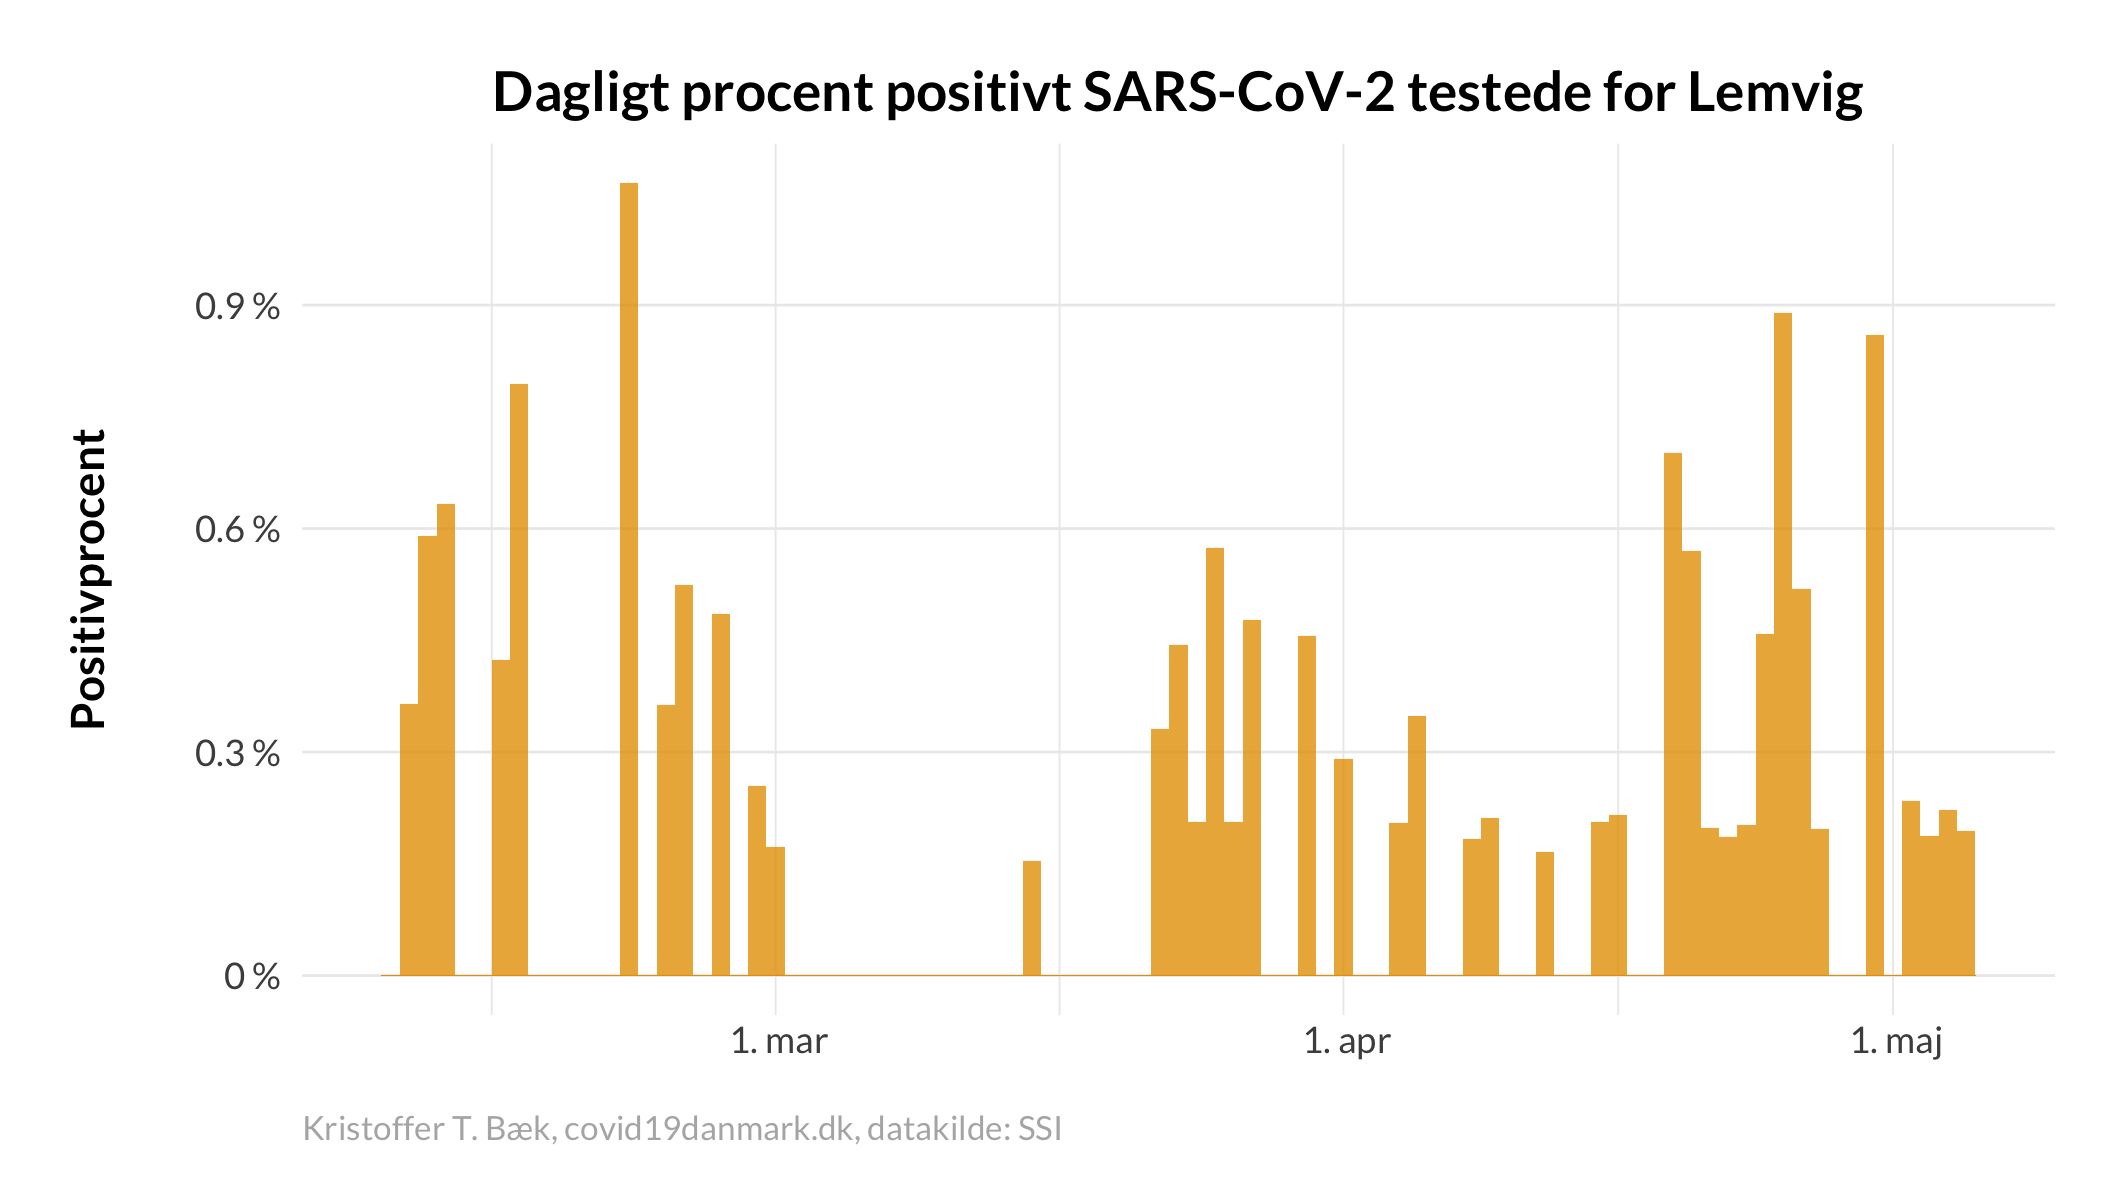 Dagligt procent positivt SARS-CoV-2 testede for Lemvig
Positivprocent
0.9 %
0.6 %
0.3 %
0 %
1. mar
1. apr
1. maj
Kristoffer T. Bæk, covid19danmark.dk, datakilde: SSI